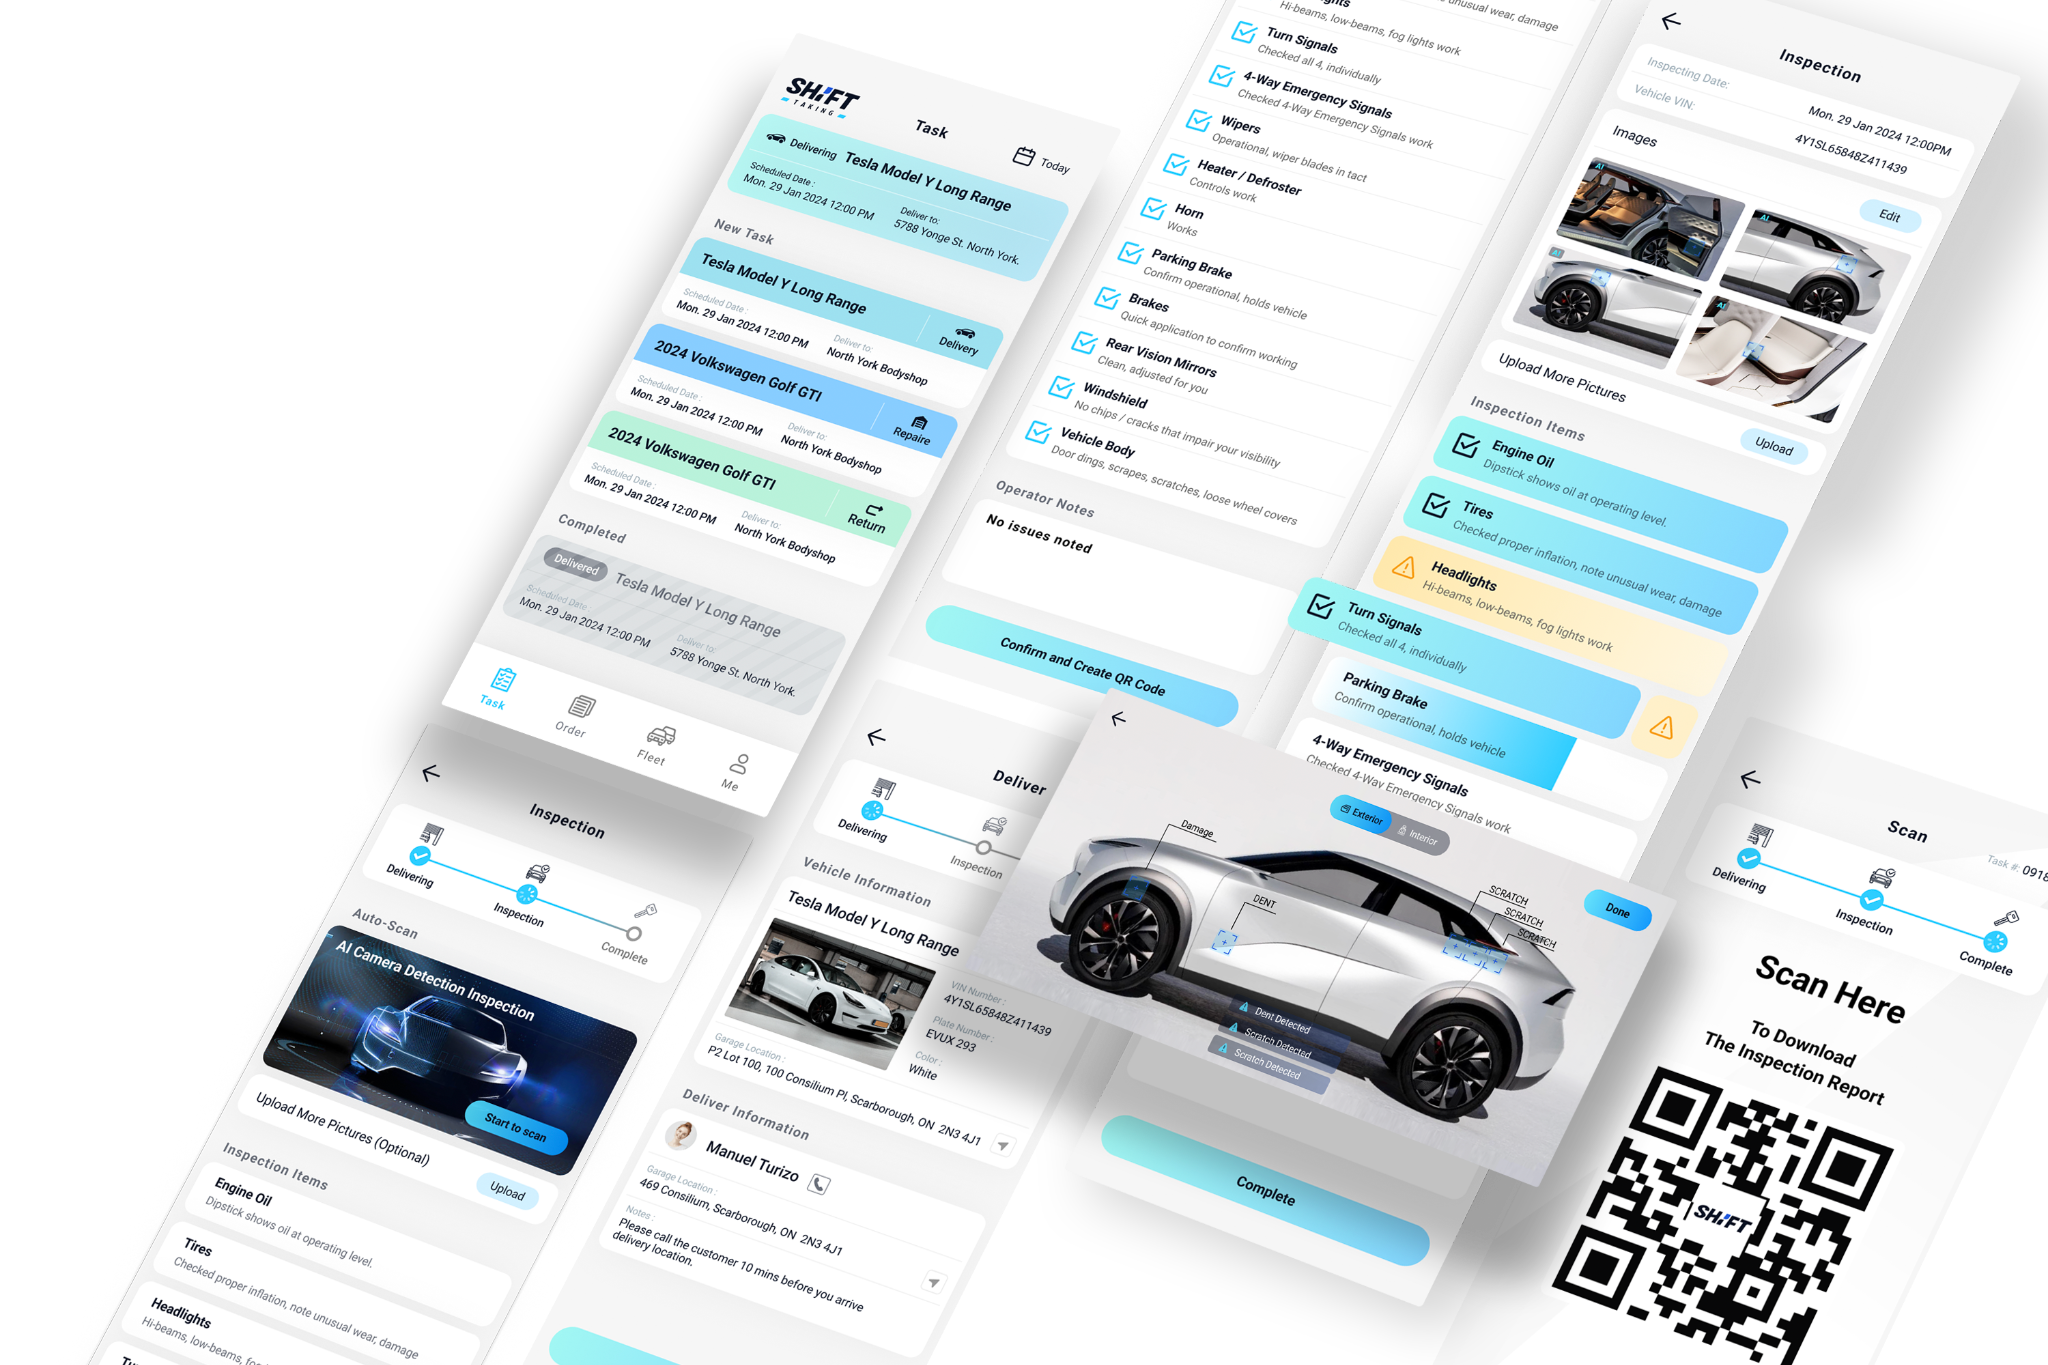 SHIFT
TAKING
Task
Today
Delivering
Tesla Model Y Long Range
Scheduled Date :
Mon. 29 Jan 2024 12:00 PM
Deliver to:
5788 Yonge St. North York.
New Task
Tesla Model Y Long Range
Delivery
Scheduled Date :
Mon. 29 Jan 2024 12:00 PM
Deliver to:
North York Bodyshop
2024 Volkswagen Golf GTI
Repaire
Scheduled Date :
Mon. 29 Jan 2024 12:00 PM
Deliver to:
North York Bodyshop
2024 Volkswagen Golf GTI
Return
Scheduled Date :
Mon. 29 Jan 2024 12:00 PM
Deliver to:
North York Bodyshop
Completed
Delivered
Tesla Model Y Long Range
Scheduled Date :
Mon. 29 Jan 2024 12:00 PM
Deliver to:
5788 Yonge St. North York.
Task
Order
Fleet
Me
unusual wear, damage
Hi-beams, low-beams, fog lights work
Turn Signals
Checked all 4, individually
4-Way Emergency Signals
Checked 4-Way Emergency Signals work
Wipers
Operational, wiper blades in tact
Heater / Defroster
Controls work
Horn
Works
Parking Brake
Confirm operational, holds vehicle
Brakes
Quick application to confirm working
Rear Vision Mirrors
Clean, adjusted for you
Windshield
No chips / cracks that impair your visibility
Vehicle Body
Door dings, scrapes, scratches, loose wheel covers
Operator Notes
No issues noted
Confirm and Create QR Code
Inspection
Inspecting Date:
Mon. 29 Jan 2024 12:00PM
Vehicle VIN:
4Y1SL65848Z411439
Images
Edit
AI
AI
AI
AI
Upload More Pictures
Upload
Inspection Items
Engine Oil
Dipstick shows oil at operating level.
Tires
Checked proper inflation, note unusual wear, damage
Headlights
Hi-beams, low-beams, fog lights work
Turn Signals
Checked all 4, individually
Parking Brake
Confirm operational, holds vehicle
4-Way Emergency Signals
Checked 4-Way Emergency Signals work
Inspection
Delivering
Inspection
Complete
Auto-Scan
AI Camera Detection Inspection
Start to scan
Upload More Pictures (Optional)
Upload
Inspection Items
Engine Oil
Dipstick shows oil at operating level.
Tires
Checked proper inflation, note unusual wear, damage
Headlights
Hi-beams, low-beams,
Deliver
Delivering
Inspection
Vehicle Information
Tesla Model Y Long Range
VIN Number :
4Y1SL65848Z411439
Plate Number :
EVUX 293
Color :
White
Garage Location :
P2 Lot 100, 100 Consilium Pl, Scarborough, ON 2N3 4J1
Deliver Information
Manuel Turizo
Garage Location :
469 Consilium, Scarborough, ON 2N3 4J1
Notes :
Please call the customer 10 mins before you arrive
delivery location.
Exterior
Interior
Done
Damage
DENT
SCRATCH
SCRATCH
SCRATCH
Dent Detected
Scratch Detected
Scratch Detected
Complete
Scan
Task #: 0918
Delivering
Inspection
Complete
Scan Here
To Download
The Inspection Report
SHIFT